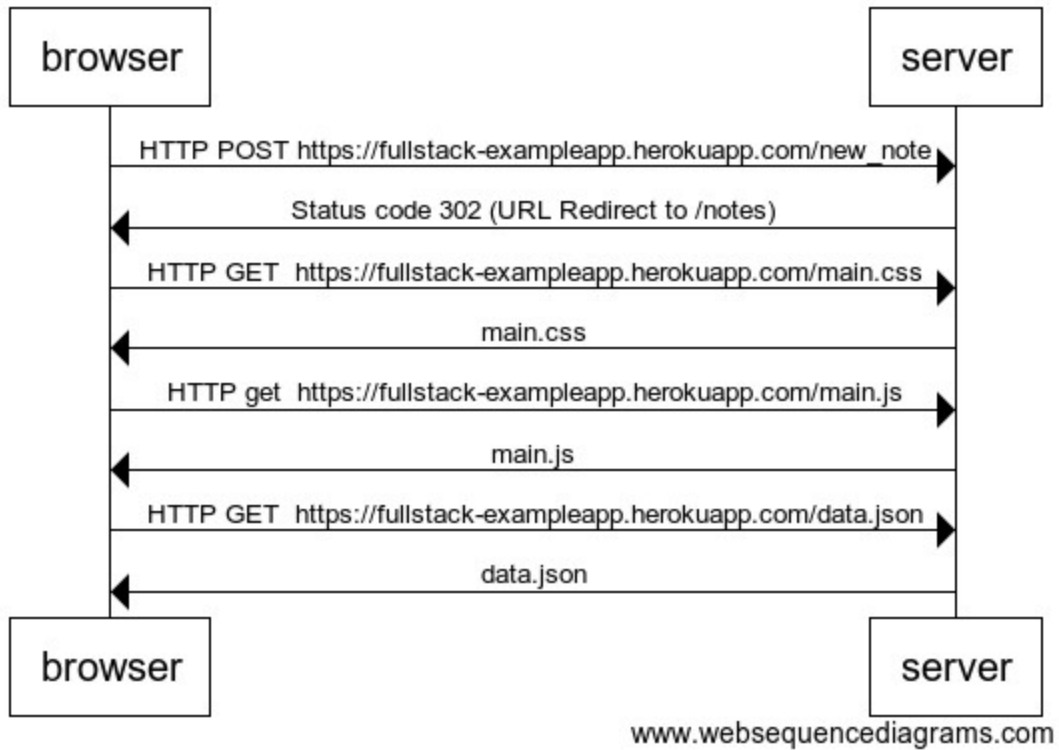 browser
server
HTTP POST https://fullstack-exampleapp.herokuapp.com/new_note
Status code 302 (URL Redirect to /notes)
HTTP GET  https://fullstack-exampleapp.herokuapp.com/main.css
main.css
HTTP get  https://fullstack-exampleapp.herokuapp.com/main.js
main.js
HTTP GET  https://fullstack-exampleapp.herokuapp.com/data.json
data.json
browser
server
www.websequencediagrams.com